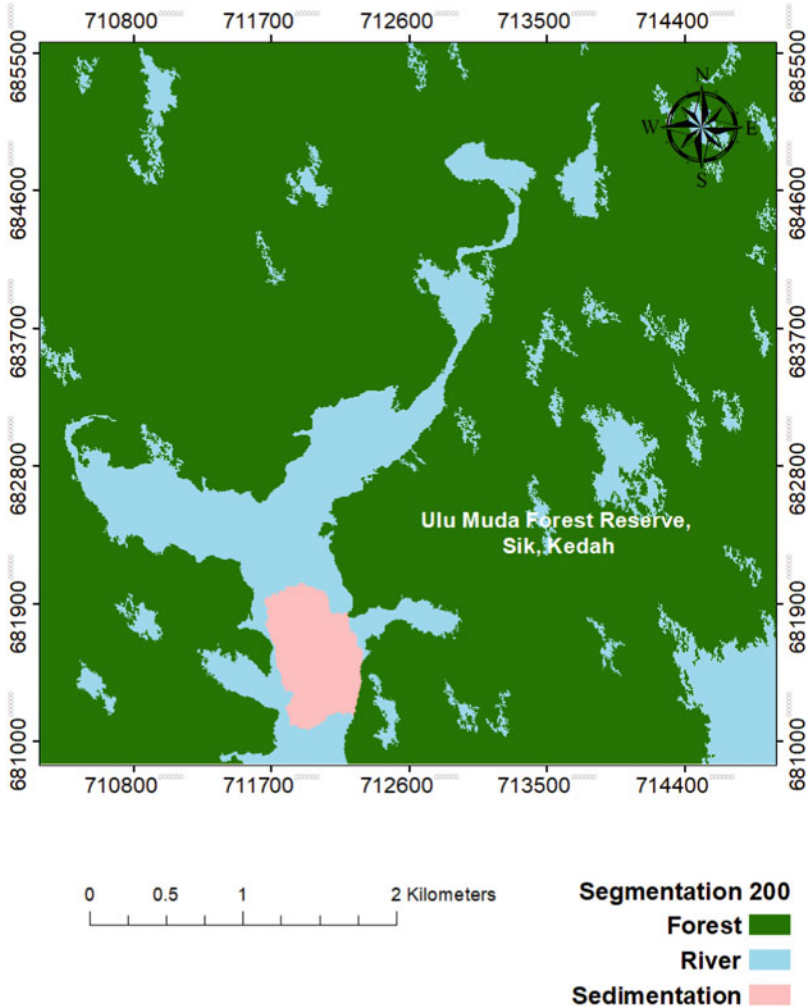 710800 711700 712600 713500 714400
685500 685500
N
W E
S
684600 684600
683700 683700
682800 682800
Ulu Muda Forest Reserve,
Sik, Kedah
681900 681900
681000 681000
710800 711700 712600 713500 714400
0 0.5 1 2 Kilometers
Segmentation 200
Forest
River
Sedimentation